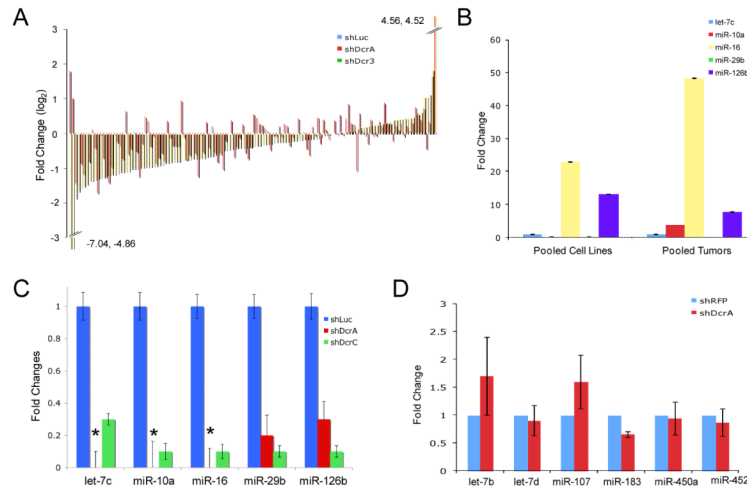 A
4.56, 4.52
shLuc
shDcrA
shDcr3
Fold Change (log2)
3
2
1
0
-1
-2
-3
-7.04, -4.86
B
let-7c
miR-10a
miR-16
miR-29b
miR-126b
Fold Change
60
50
40
30
20
10
0
Pooled Cell Lines
Pooled Tumors
C
shLuc
shDcrA
shDcrC
Fold Changes
1
0.8
0.6
0.4
0.2
0
* * *
let-7c miR-10a miR-16 miR-29b miR-126b
D
shRFP
shDcrA
Fold Change
3
2.5
2
1.5
1
0.5
0
let-7b let-7d miR-107 miR-183 miR-450a miR-452